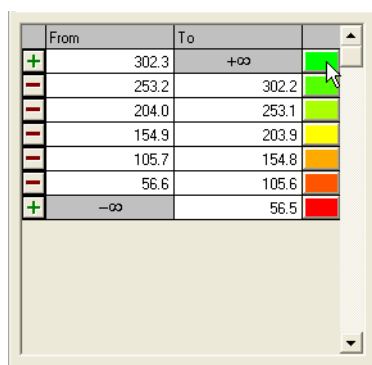 From To
+ 302.3 +∞
− 253.2 302.2
− 204.0 253.1
− 154.9 203.9
− 105.7 154.8
− 56.6 105.6
+ −∞ 56.5